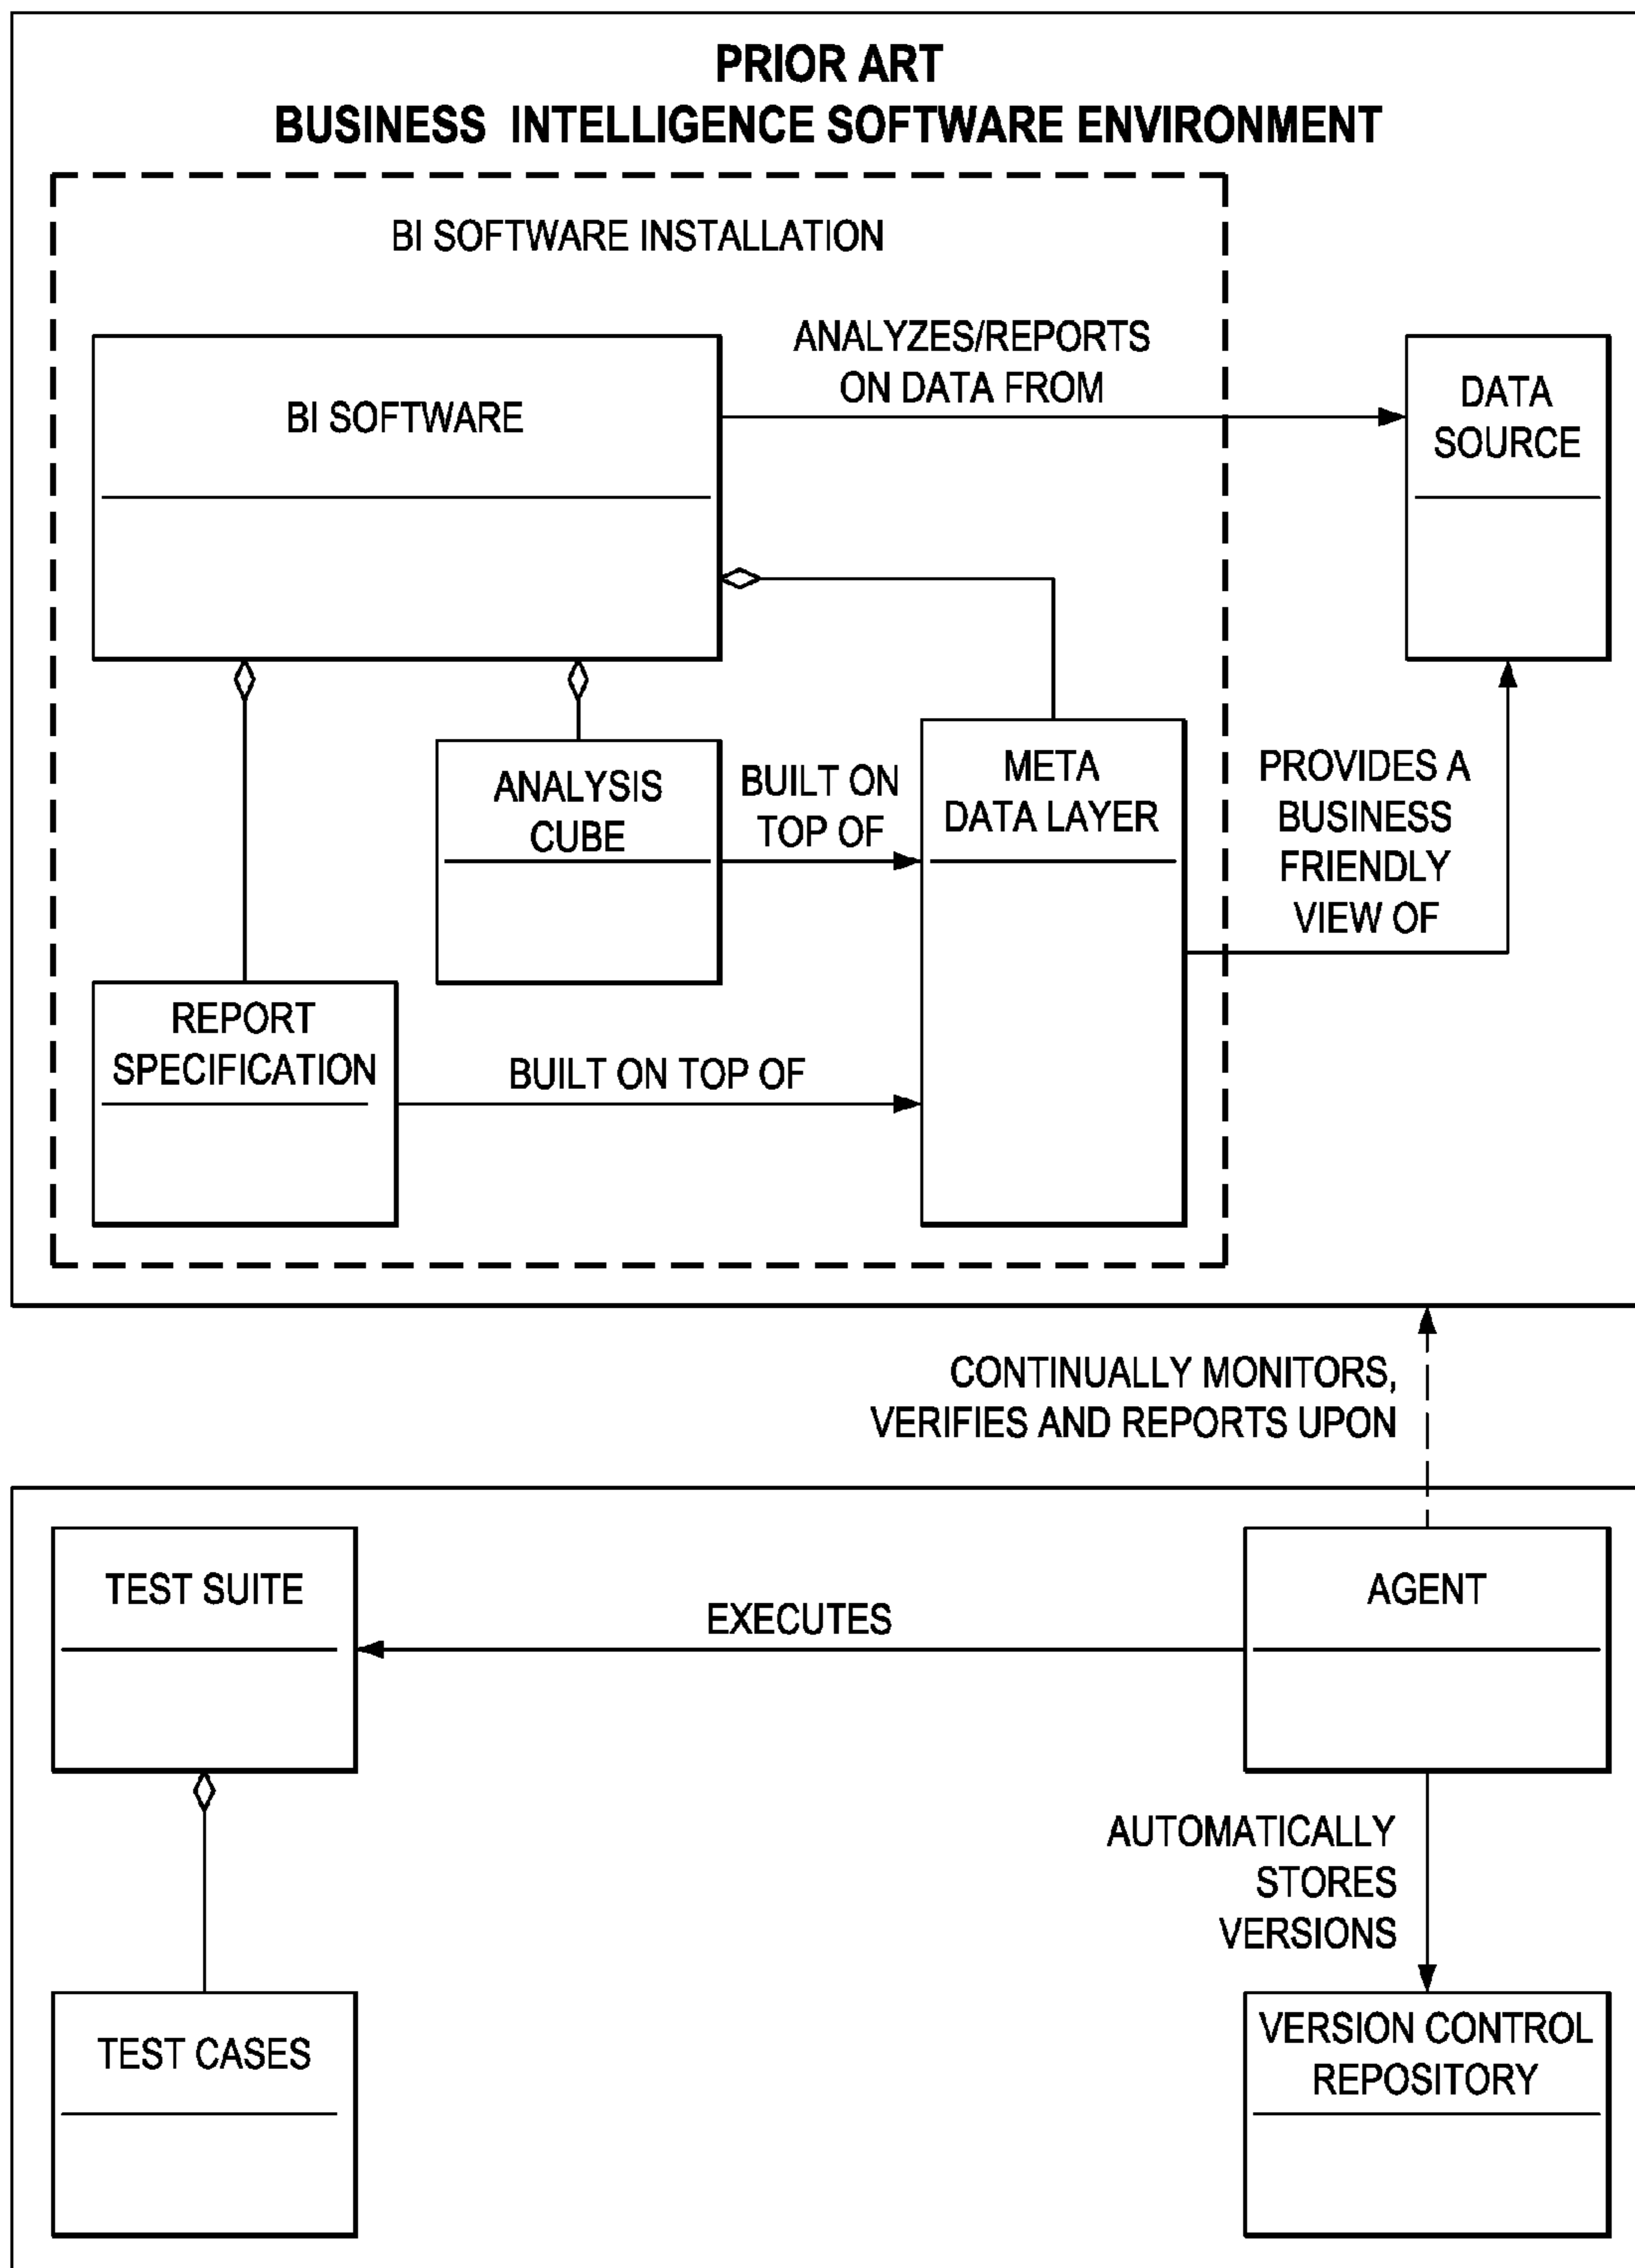 PRIOR ART
BUSINESS INTELLIGENCE SOFTWARE ENVIRONMENT
BI SOFTWARE INSTALLATION
BI SOFTWARE
ANALYZES/REPORTS
ON DATA FROM
DATA
SOURCE
ANALYSIS
CUBE
BUILT ON
TOP OF
META
DATA LAYER
PROVIDES A
BUSINESS
FRIENDLY
VIEW OF
REPORT
SPECIFICATION
BUILT ON TOP OF
CONTINUALLY MONITORS,
VERIFIES AND REPORTS UPON
TEST SUITE
EXECUTES
AGENT
AUTOMATICALLY
STORES
VERSIONS
TEST CASES
VERSION CONTROL
REPOSITORY